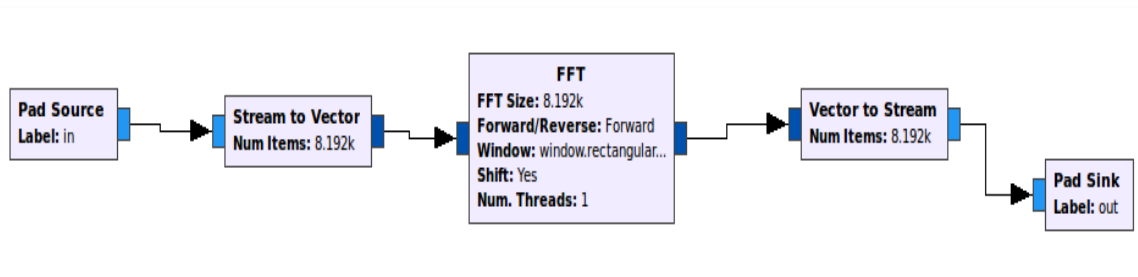 Pad Source
Label: in
Stream to Vector
Num Items: 8.192k
FFT
FFT Size: 8.192k
Forward/Reverse: Forward
Window: window.rectangular...
Shift: Yes
Num. Threads: 1
Vector to Stream
Num Items: 8.192k
Pad Sink
Label: out